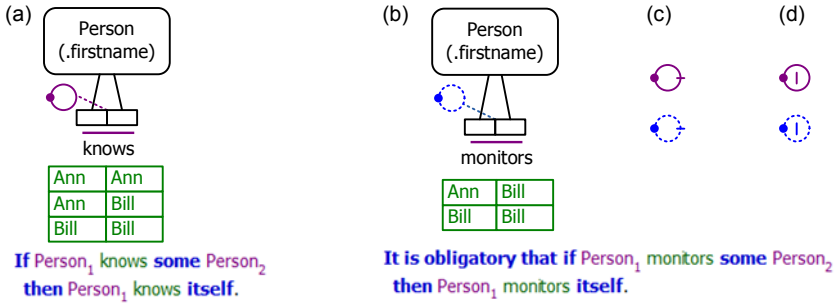 (a)
Person
(.firstname)
knows
Ann Ann
Ann Bill
Bill Bill
If Person1 knows some Person2
then Person1 knows itself.
(b)
Person
(.firstname)
monitors
Ann Bill
Bill Bill
It is obligatory that if Person1 monitors some Person2
then Person1 monitors itself.
(c)
(d)